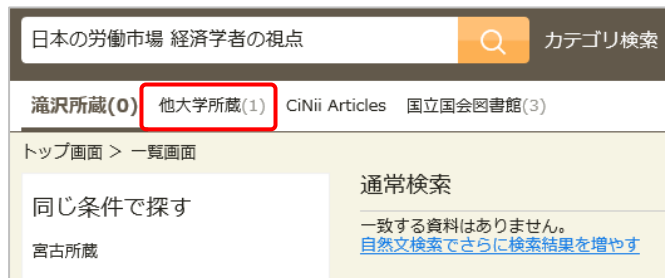 日本の労働市場 経済学者の視点 カテゴリ検索
滝沢所蔵(0) 他大学所蔵(1) CiNii Articles 国立国会図書館(3)
トップ画面 > 一覧画面
同じ条件で探す
宮古所蔵
通常検索
一致する資料はありません。
自然文検索でさらに検索結果を増やす